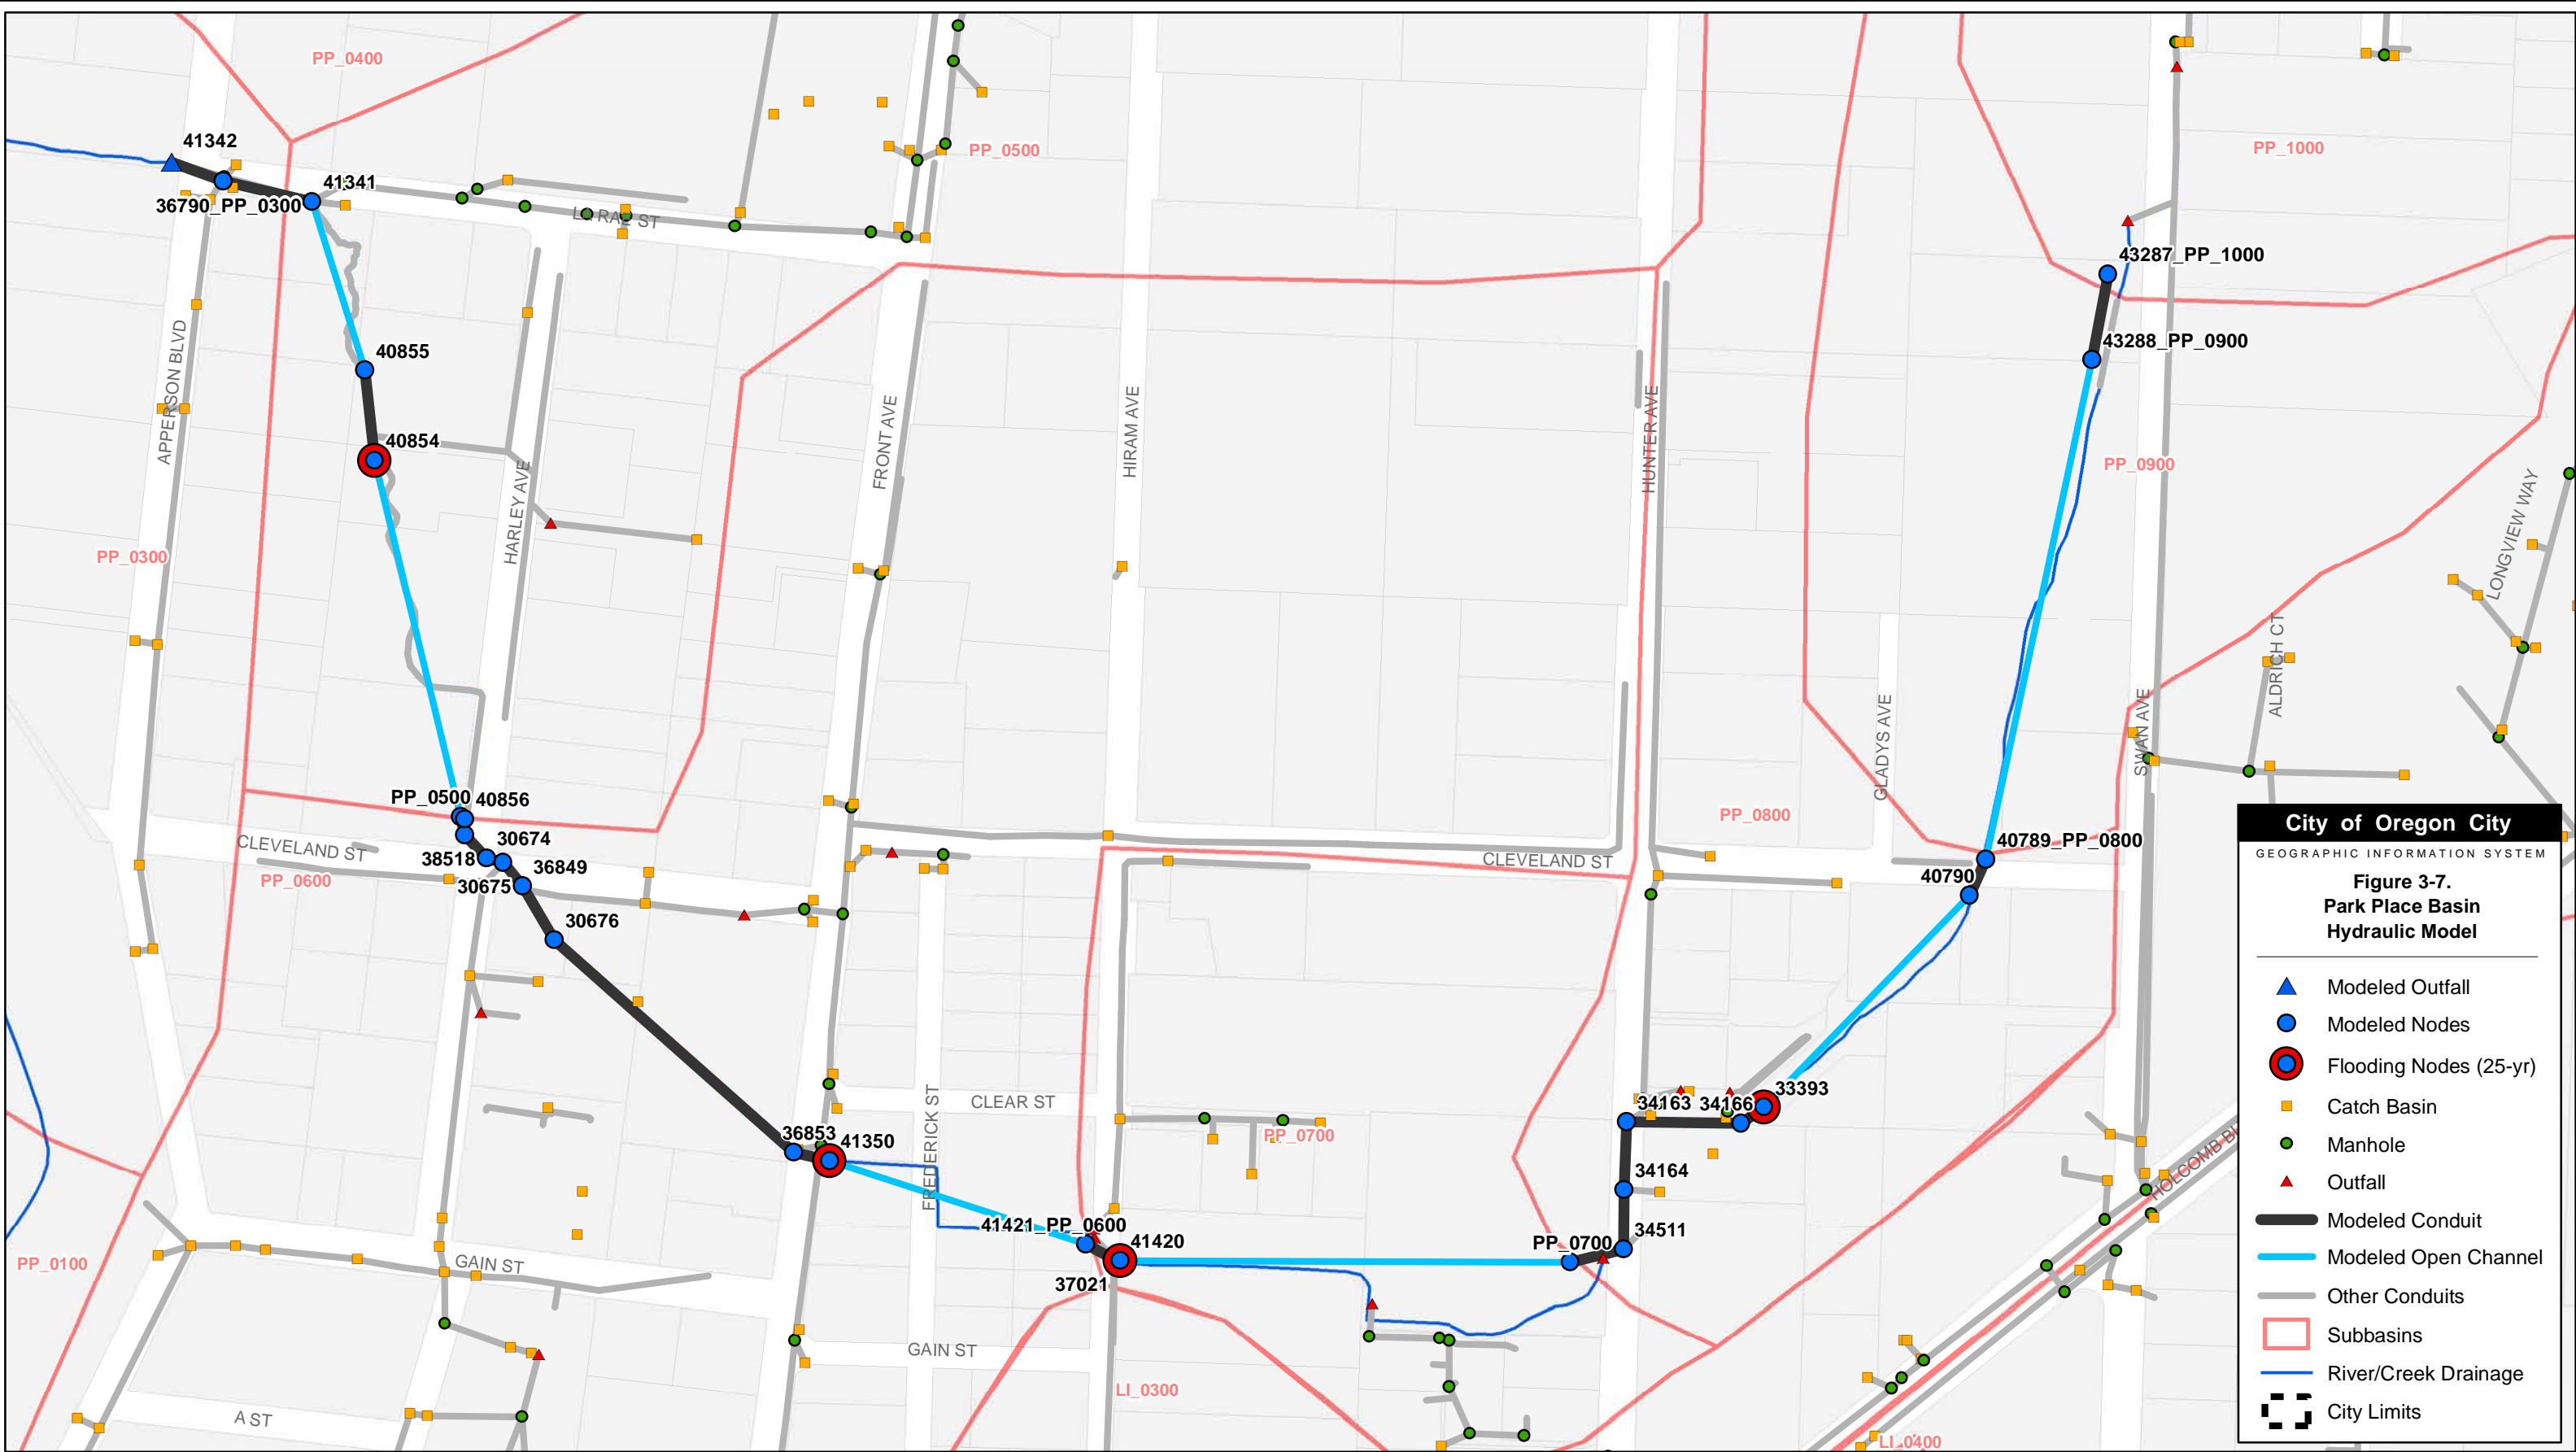 PP_0400
41342
PP_0500
PP_1000
41341
36790_PP_0300
LA RAE ST
43287_PP_1000
43288_PP_0900
40855
APPERSON BLVD
40854
FRONT AVE
HIRAM AVE
HUNTER AVE
PP_0900
HARLEY AVE
LONGVIEW WAY
PP_0300
ALDRICH CT
SWAN AVE
GLADYS AVE
PP_0500
40856
PP_0800
CLEVELAND ST
30674
38518
36849
30675
PP_0600
CLEVELAND ST
40789_PP_0800
40790
30676
33393
34163
34166
CLEAR ST
FREDERICK ST
36853
41350
PP_0700
34164
HOLCOMB BL
41421_PP_0600
41420
34511
PP_0700
37021
PP_0100
GAIN ST
GAIN ST
LI_0300
A ST
LI_0400
City of Oregon City
GEOGRAPHIC INFORMATION SYSTEM
Figure 3-7.
Park Place Basin
Hydraulic Model
Modeled Outfall
Modeled Nodes
Flooding Nodes (25-yr)
Catch Basin
Manhole
Outfall
Modeled Conduit
Modeled Open Channel
Other Conduits
Subbasins
River/Creek Drainage
City Limits